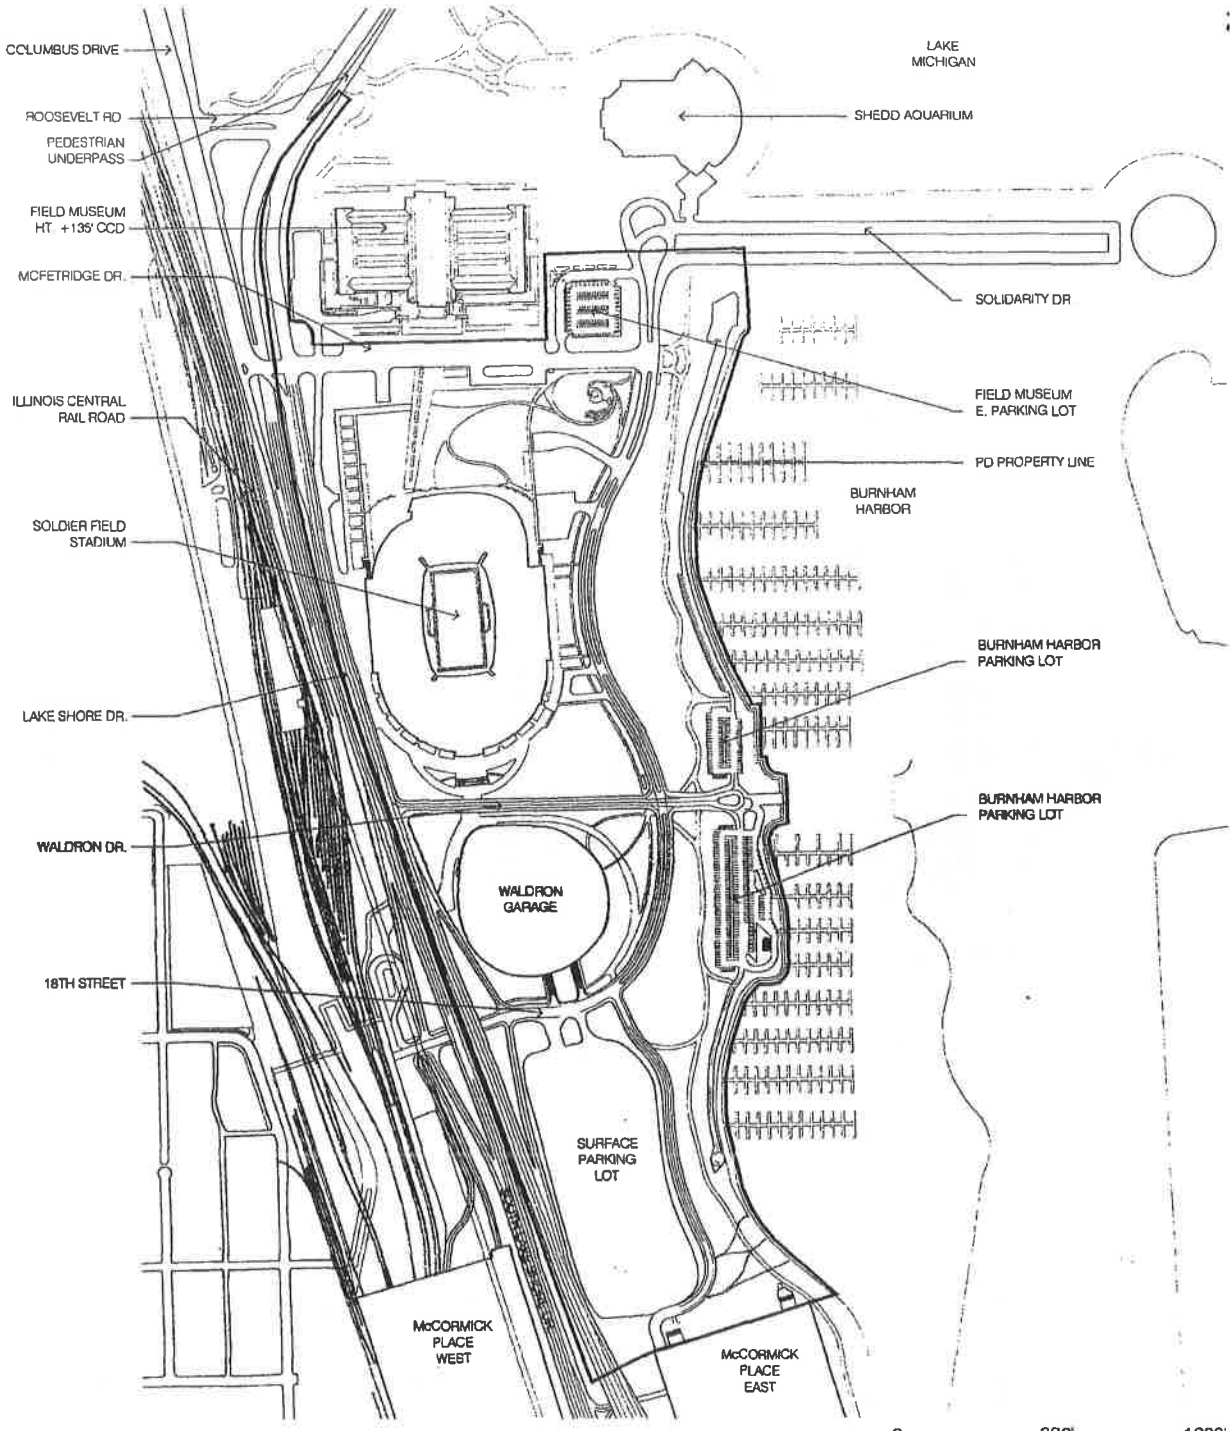 COLUMBUS DRIVE
ROOSEVELT RD
PEDESTRIAN
UNDERPASS
FIELD MUSEUM
HT. +135' CCD
MCFETRIDGE DR.
ILLINOIS CENTRAL
RAIL ROAD
SOLDIER FIELD
STADIUM
LAKE SHORE DR.
WALDRON DR.
18TH STREET
LAKE
MICHIGAN
SHEDD AQUARIUM
SOLIDARITY DR
FIELD MUSEUM
E. PARKING LOT
PD PROPERTY LINE
BURNHAM
HARBOR
BURNHAM HARBOR
PARKING LOT
BURNHAM HARBOR
PARKING LOT
WALDRON
GARAGE
SURFACE
PARKING
LOT
McCORMICK
PLACE
WEST
McCORMICK
PLACE
EAST